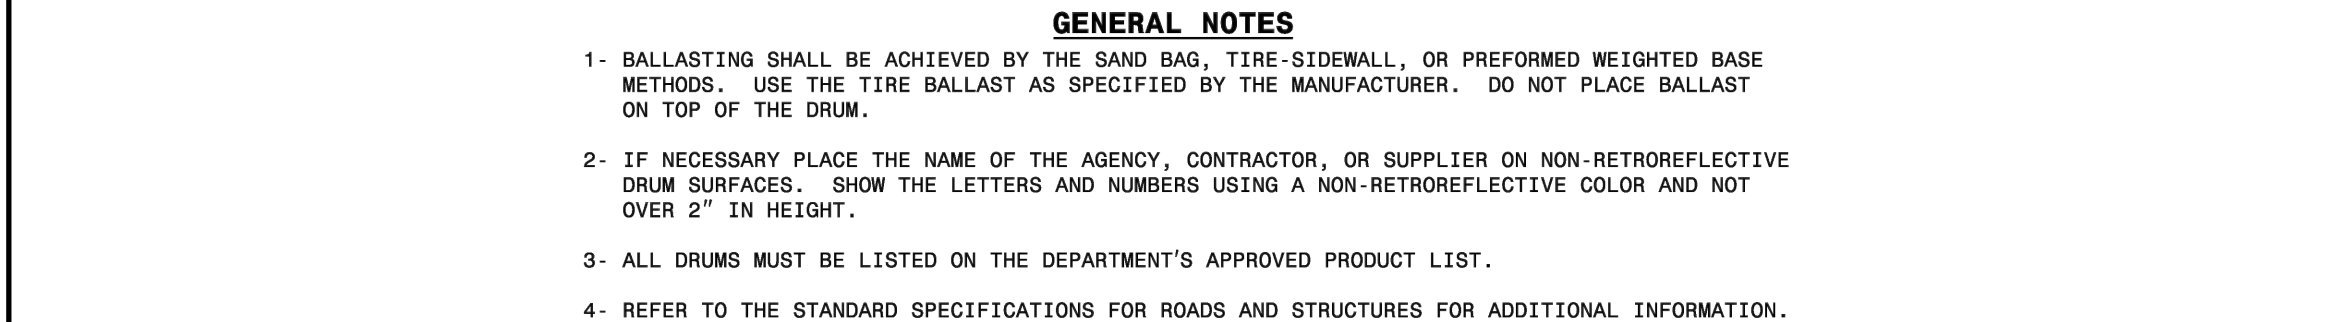 GENERAL NOTES
1- BALLASTING SHALL BE ACHIEVED BY THE SAND BAG, TIRE-SIDEWALL, OR PREFORMED WEIGHTED BASE
METHODS. USE THE TIRE BALLAST AS SPECIFIED BY THE MANUFACTURER. DO NOT PLACE BALLAST
ON TOP OF THE DRUM.
2- IF NECESSARY PLACE THE NAME OF THE AGENCY, CONTRACTOR, OR SUPPLIER ON NON-RETROREFLECTIVE
DRUM SURFACES. SHOW THE LETTERS AND NUMBERS USING A NON-RETROREFLECTIVE COLOR AND NOT
OVER 2" IN HEIGHT.
3- ALL DRUMS MUST BE LISTED ON THE DEPARTMENT'S APPROVED PRODUCT LIST.
4- REFER TO THE STANDARD SPECIFICATIONS FOR ROADS AND STRUCTURES FOR ADDITIONAL INFORMATION.